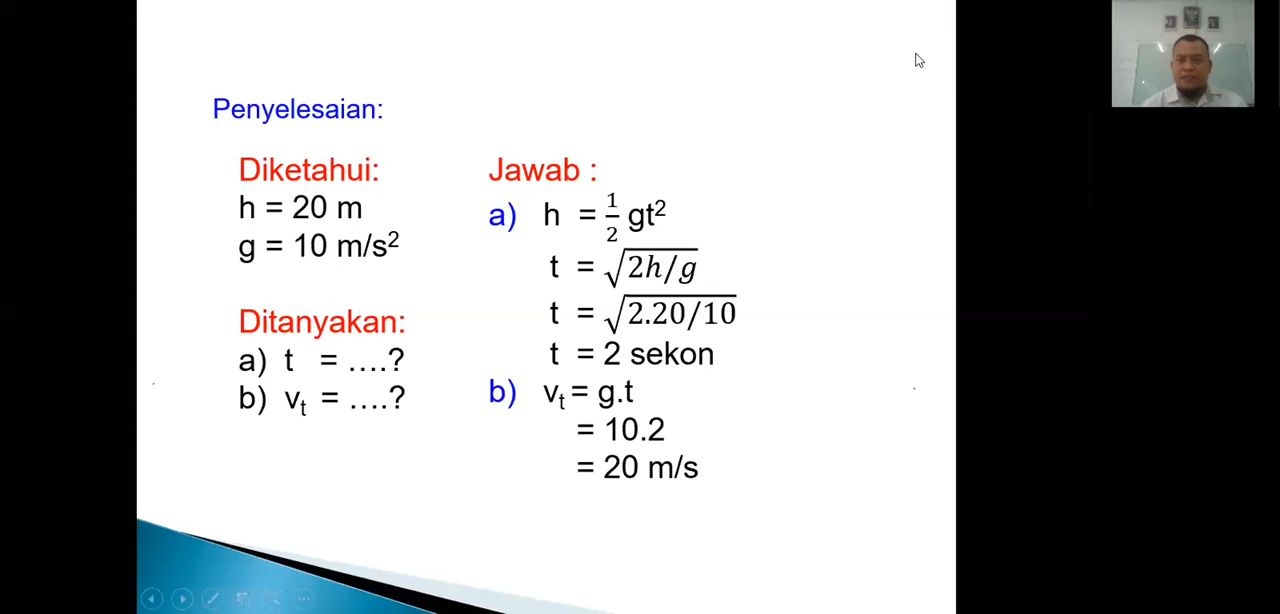 Penyelesaian:
Diketahui:
h = 20 m
g = 10 m/s²
Ditanyakan:
a) t = ….?
b) vₜ = ….?
Jawab :
a) h = ½ gt²
t = √2h/g
t = √2.20/10
t = 2 sekon
b) vₜ = g.t
= 10.2
= 20 m/s